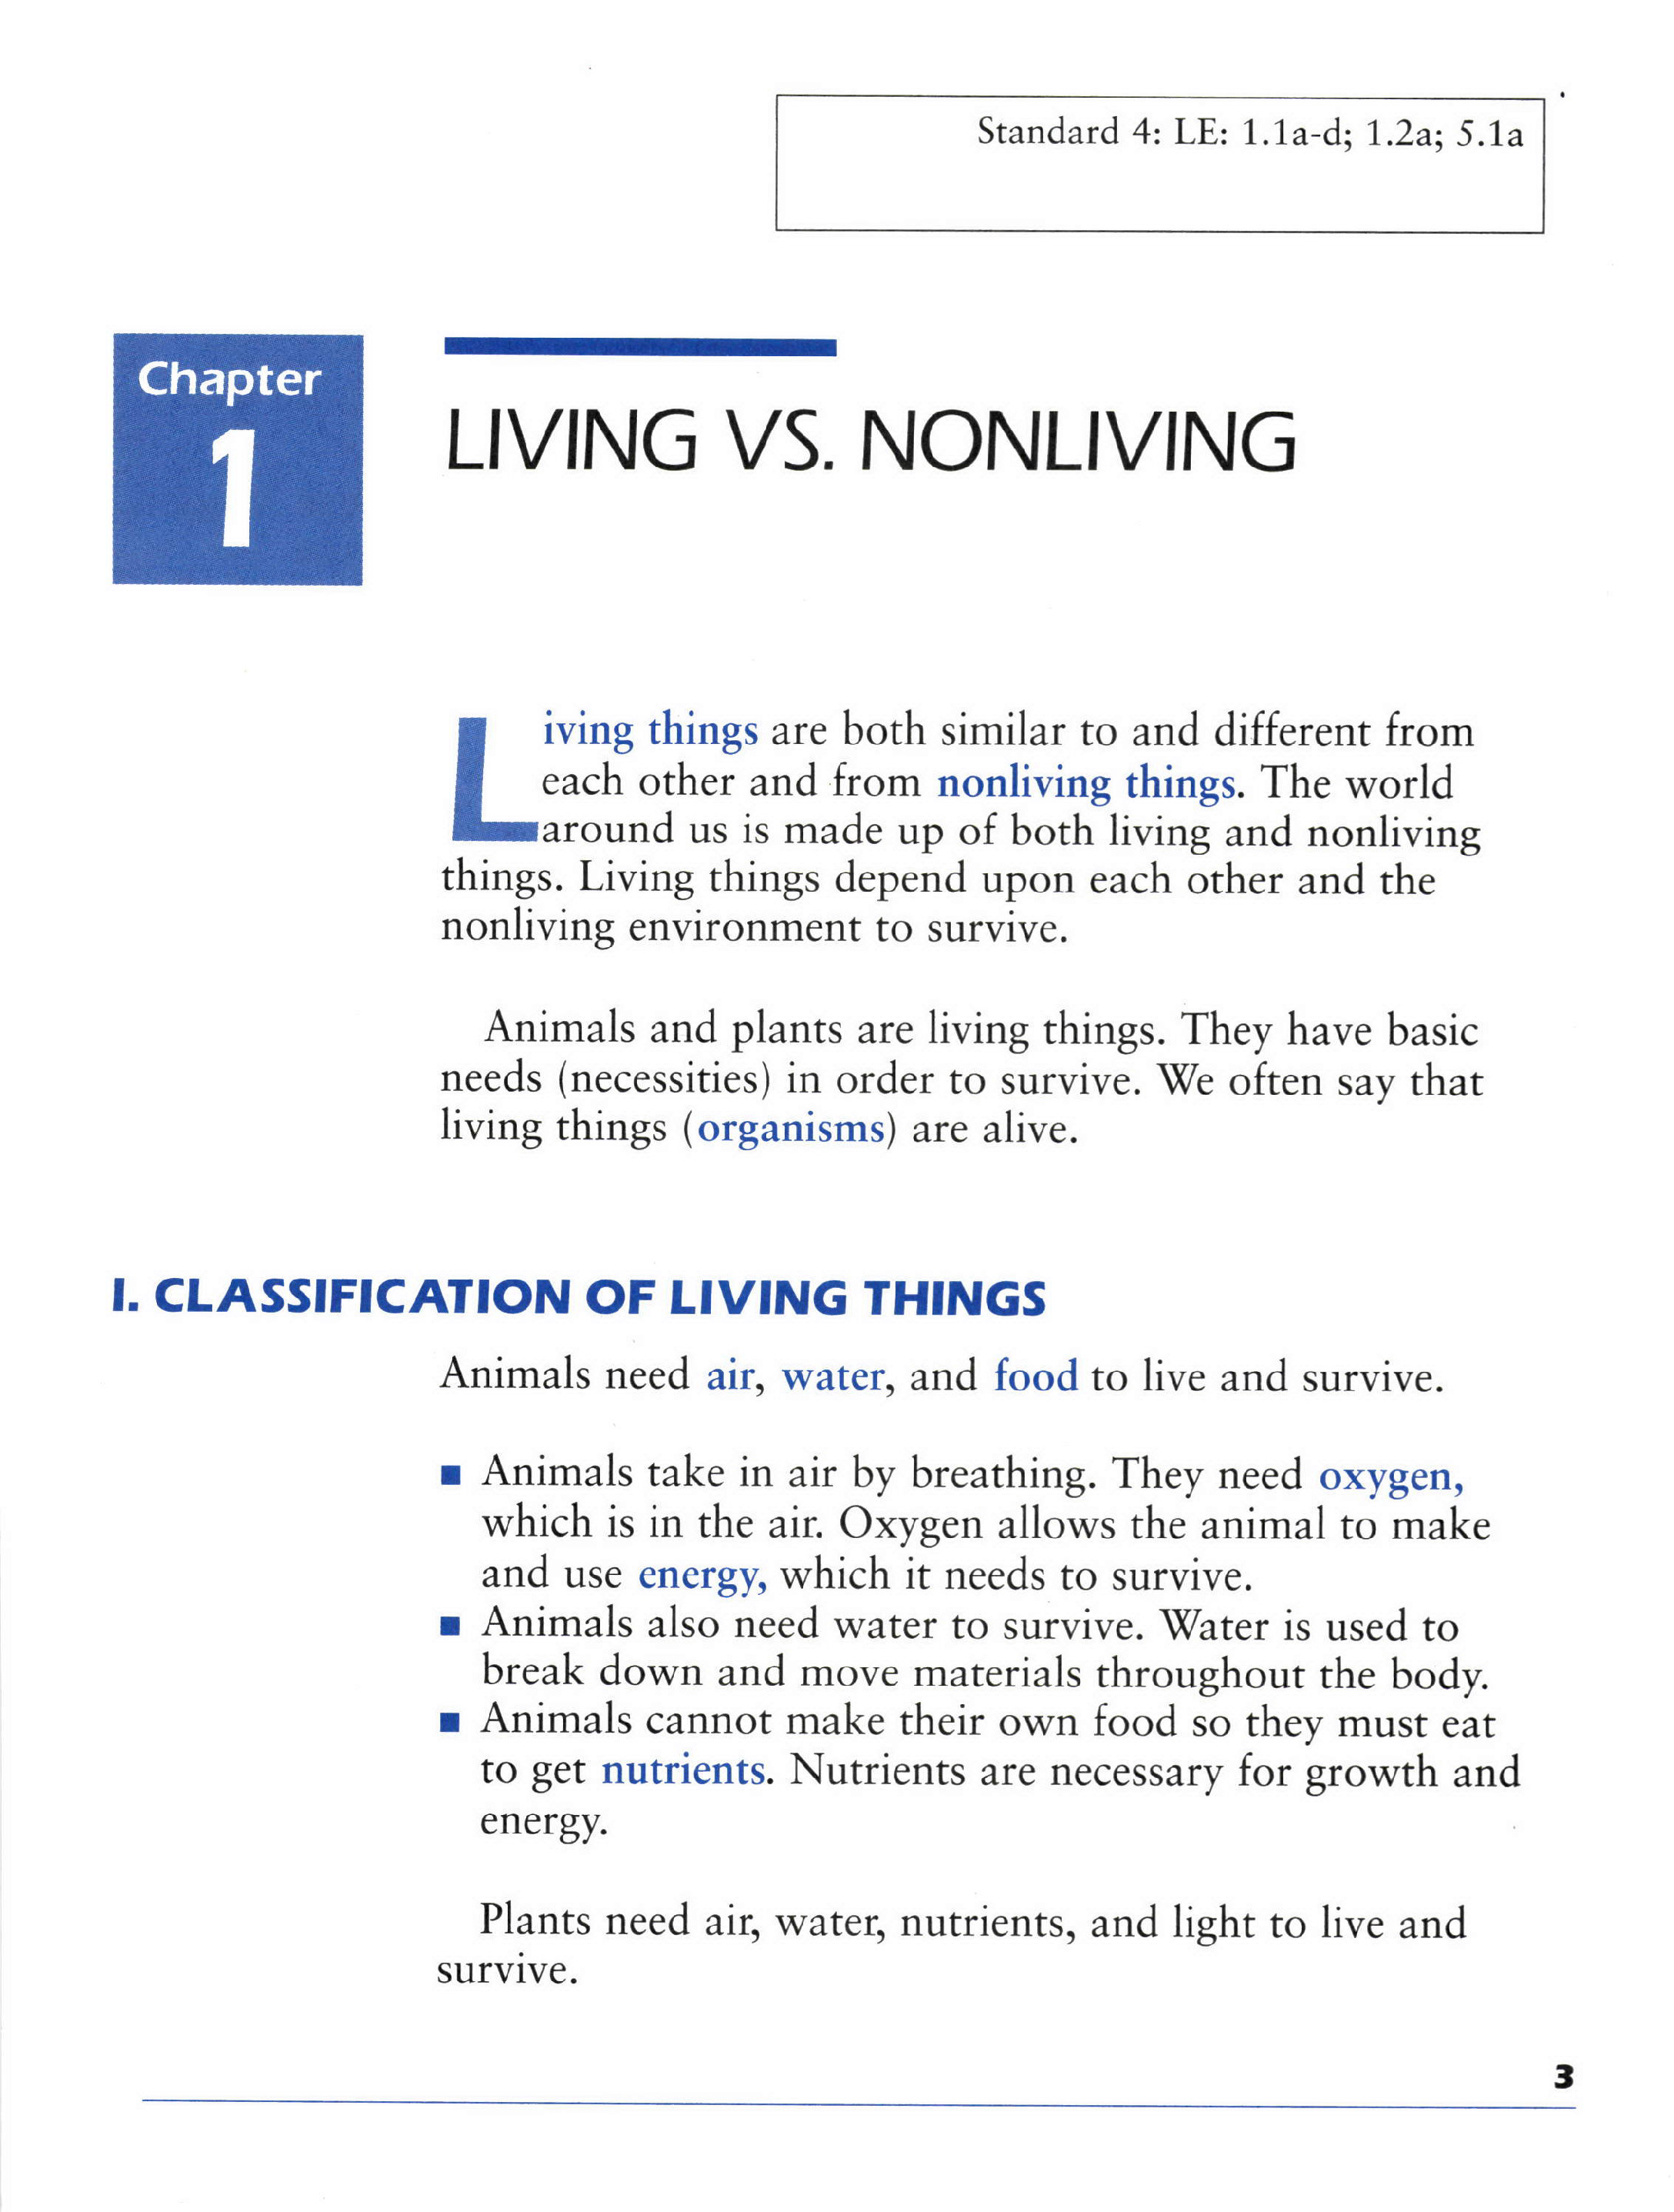 Standard 4: LE: 1.1a-d; 1.2a; 5.1a
Chapter
1
LIVING VS. NONLIVING
Living things are both similar to and different from
each other and from nonliving things. The world
around us is made up of both living and nonliving
things. Living things depend upon each other and the
nonliving environment to survive.
Animals and plants are living things. They have basic
needs (necessities) in order to survive. We often say that
living things (organisms) are alive.
I. CLASSIFICATION OF LIVING THINGS
Animals need air, water, and food to live and survive.
■ Animals take in air by breathing. They need oxygen,
which is in the air. Oxygen allows the animal to make
and use energy, which it needs to survive.
■ Animals also need water to survive. Water is used to
break down and move materials throughout the body.
■ Animals cannot make their own food so they must eat
to get nutrients. Nutrients are necessary for growth and
energy.
Plants need air, water, nutrients, and light to live and
survive.
3